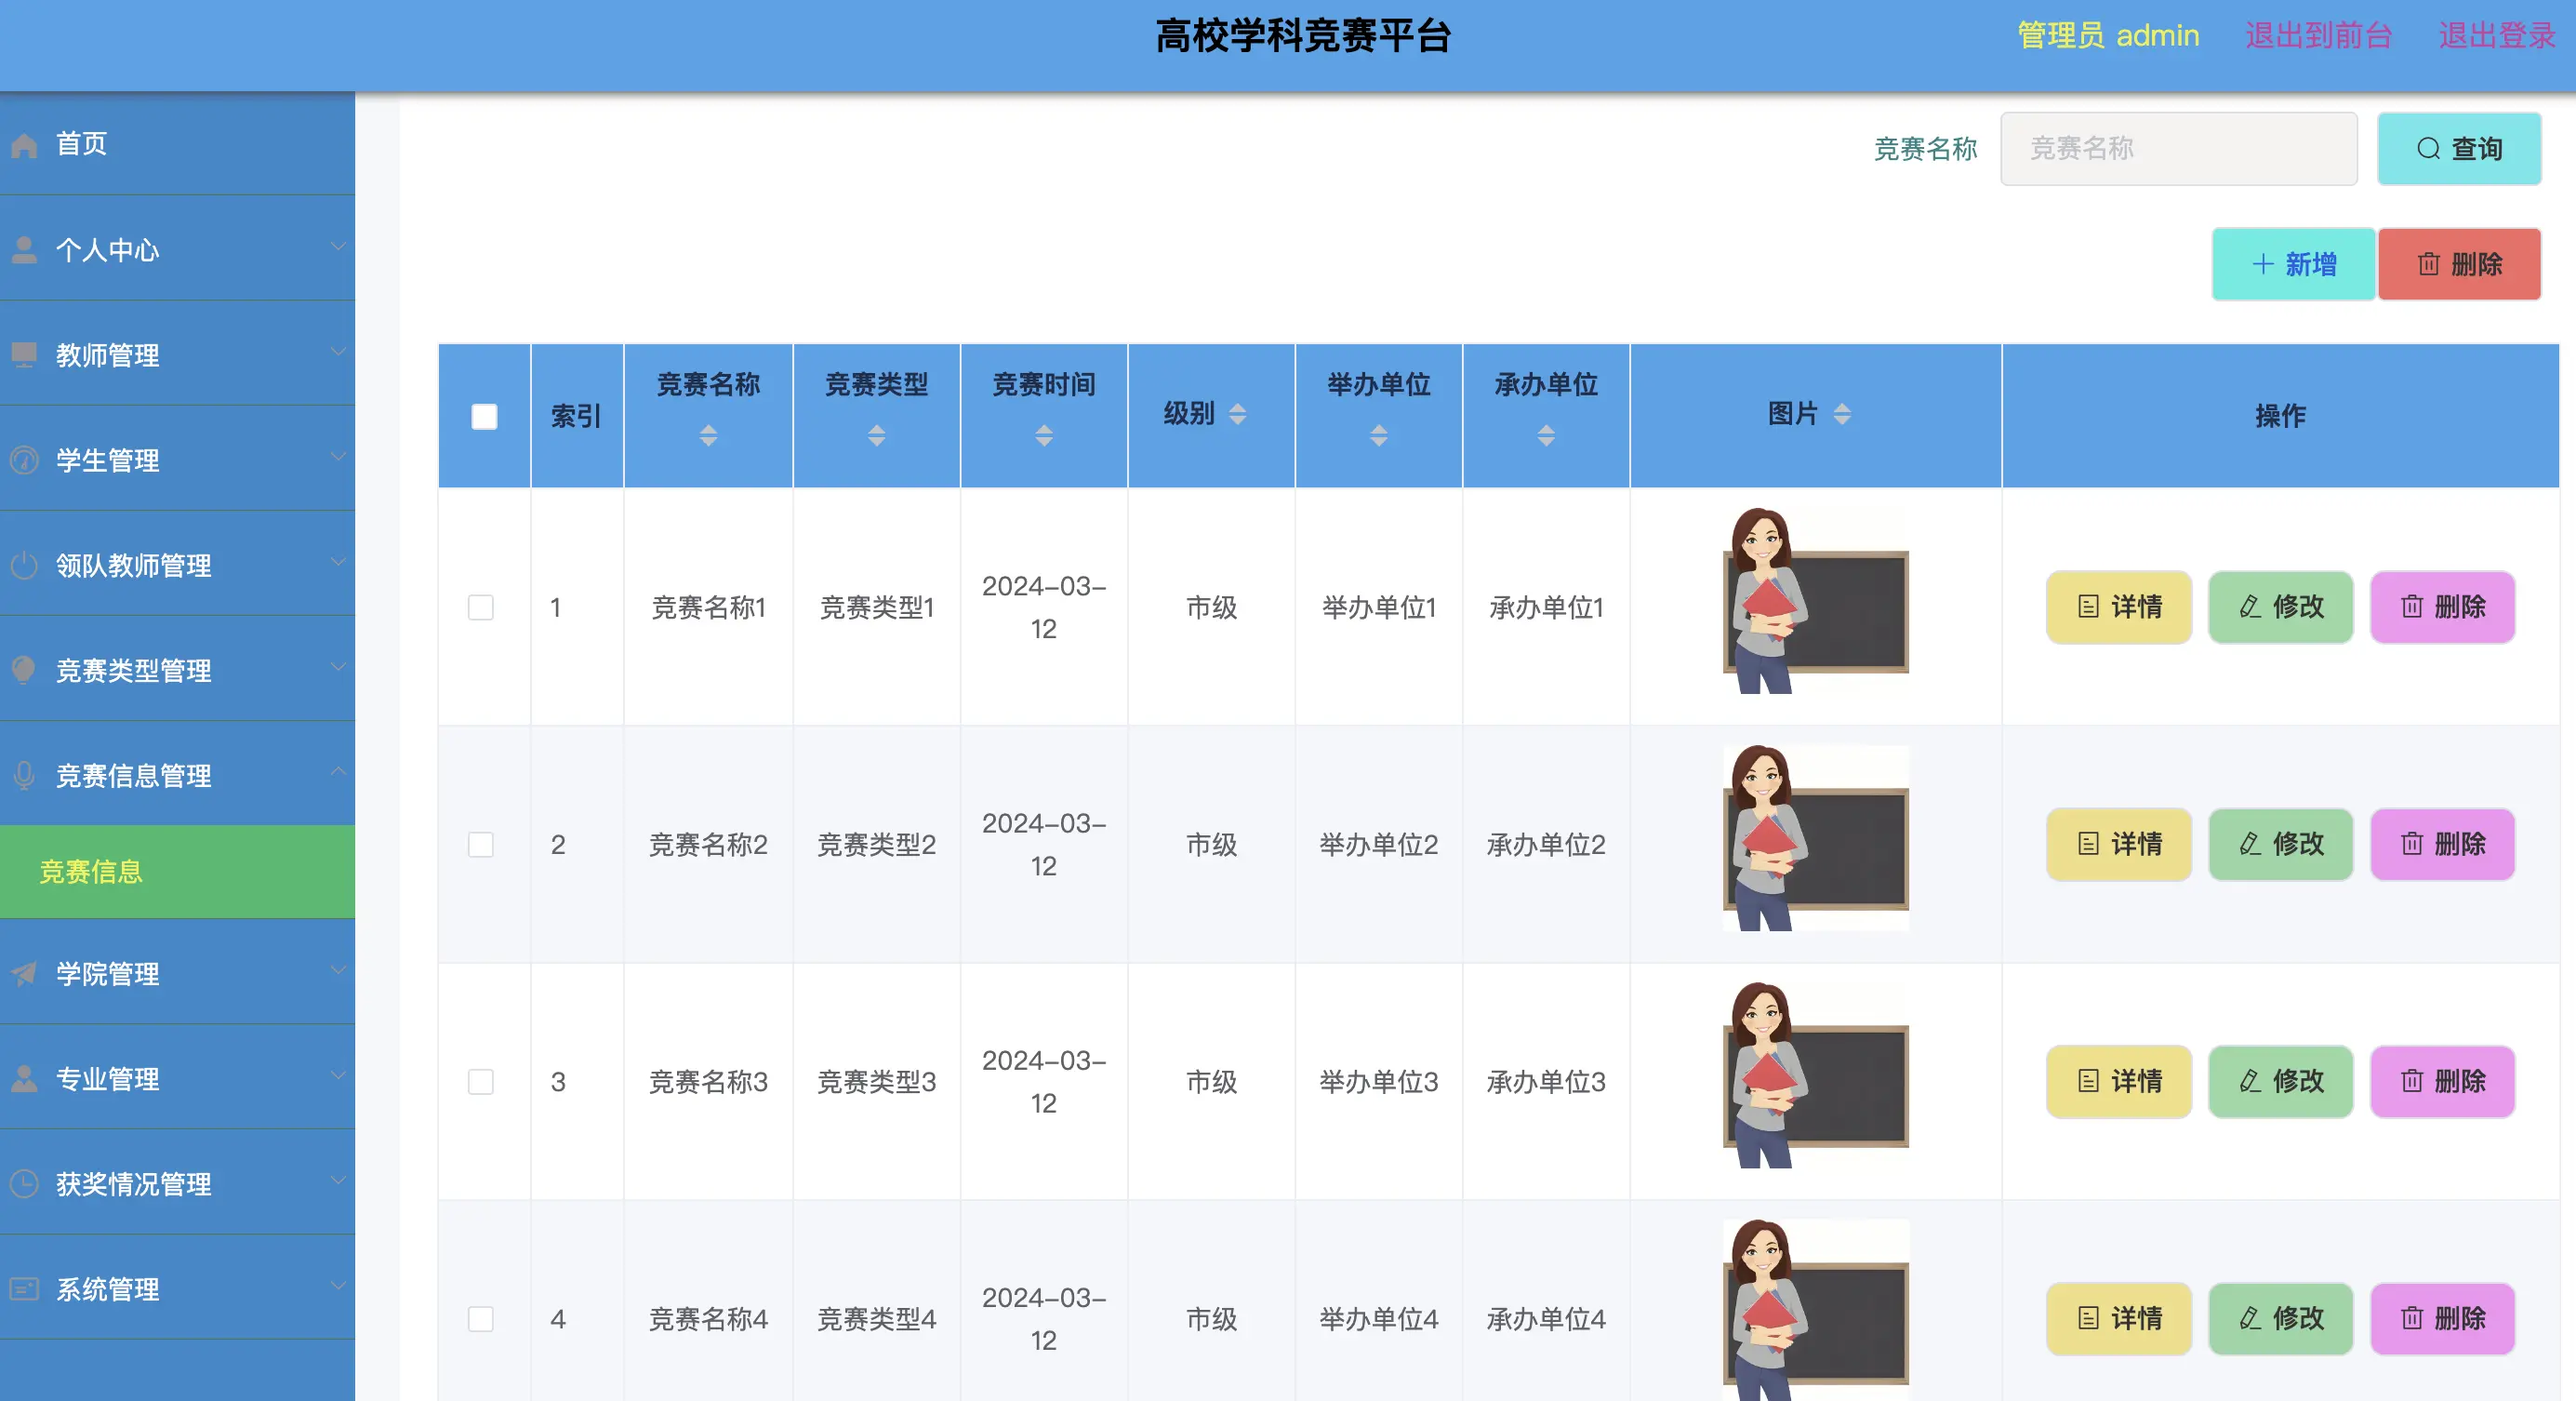 高校学科竞赛平台
管理员 admin 退出到前台 退出登录
首页
个人中心
教师管理
学生管理
领队教师管理
竞赛类型管理
竞赛信息管理
竞赛信息
学院管理
专业管理
获奖情况管理
系统管理
竞赛名称 竞赛名称 查询
新增 删除
索引 竞赛名称 竞赛类型 竞赛时间 级别 举办单位 承办单位 图片 操作
1 竞赛名称1 竞赛类型1 2024-03-12 市级 举办单位1 承办单位1 详情 修改 删除
2 竞赛名称2 竞赛类型2 2024-03-12 市级 举办单位2 承办单位2 详情 修改 删除
3 竞赛名称3 竞赛类型3 2024-03-12 市级 举办单位3 承办单位3 详情 修改 删除
4 竞赛名称4 竞赛类型4 2024-03-12 市级 举办单位4 承办单位4 详情 修改 删除